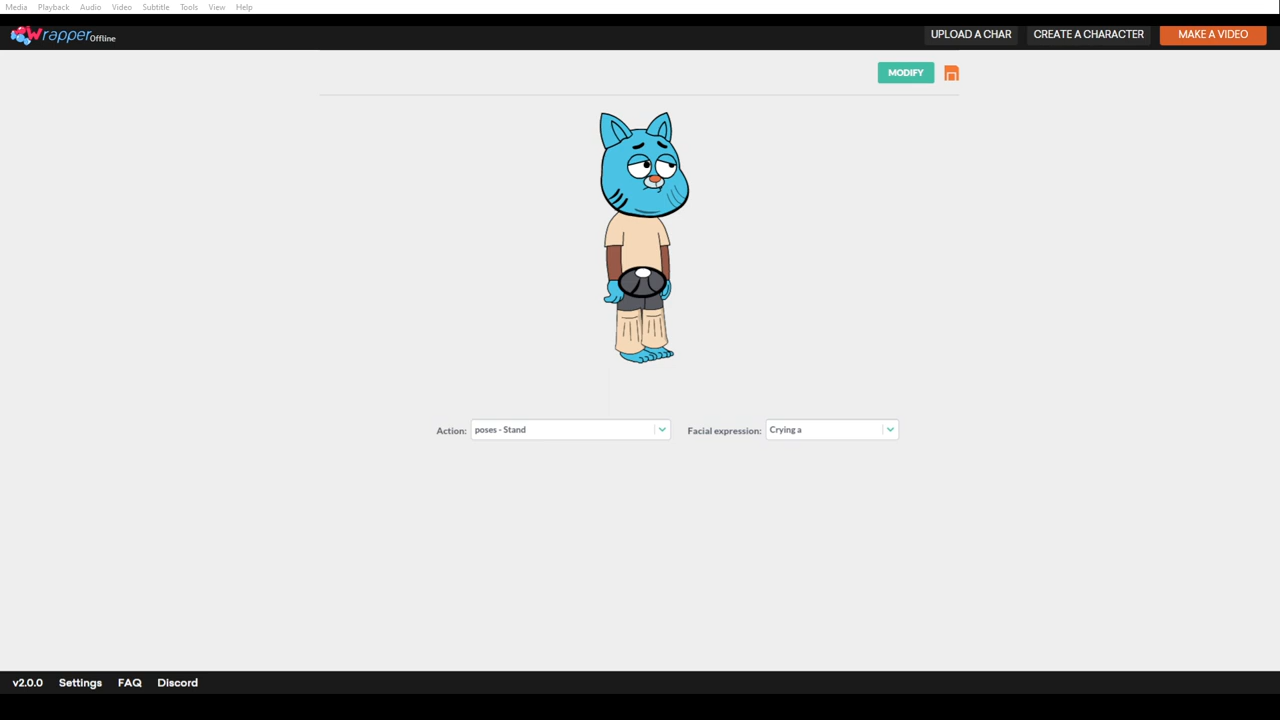 Media Playback Audio Video Subtitle Tools View Help
Wrapper Offline UPLOAD A CHAR CREATE A CHARACTER MAKE A VIDEO
MODIFY
Action: poses - Stand Facial expression: Crying a
v2.0.0 Settings FAQ Discord